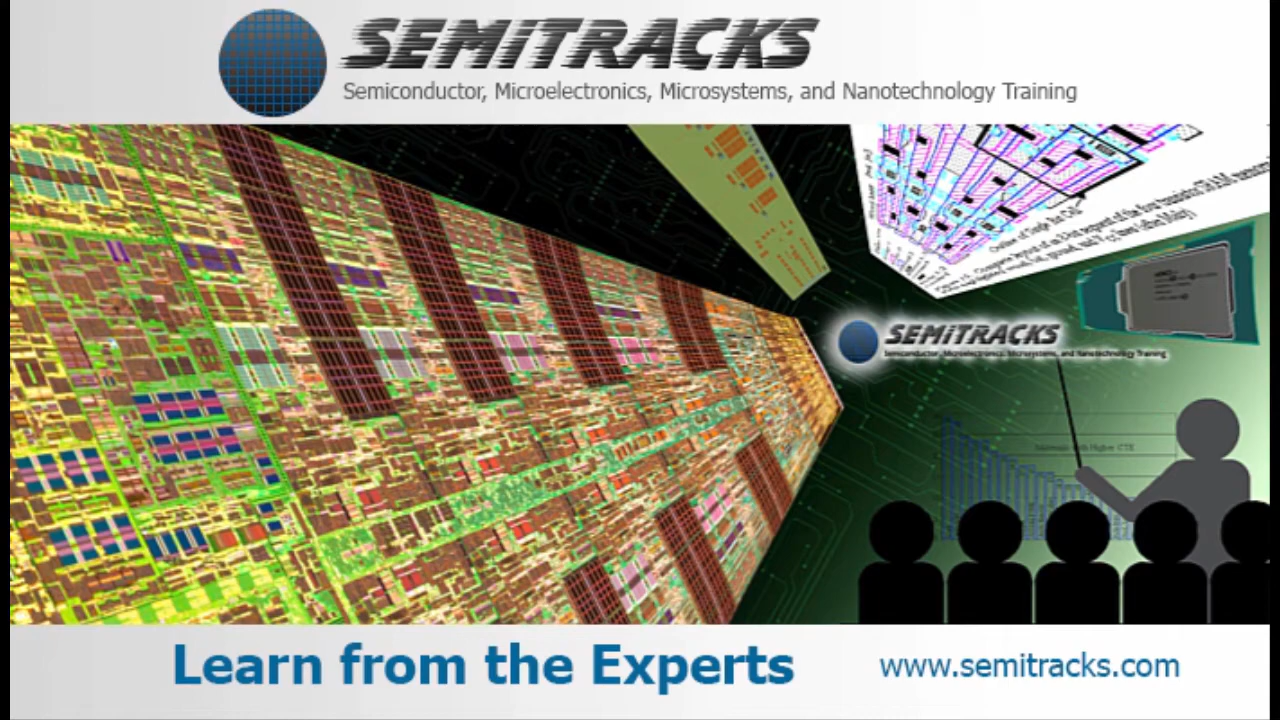 SEMITRACKS
Semiconductor, Microelectronics, Microsystems, and Nanotechnology Training
SEMITRACKS
Semiconductor, Microelectronics, Microsystems, and Nanotechnology Training
Learn from the Experts
www.semitracks.com